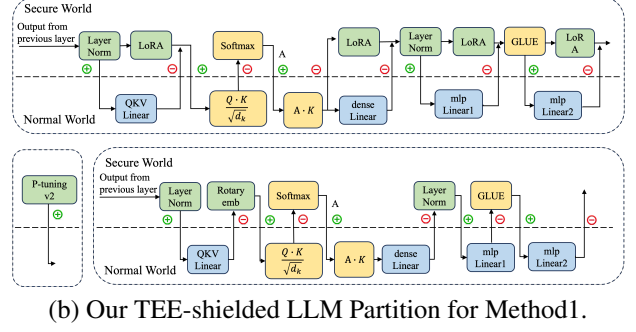 Secure World
Output from
previous layer
Layer
Norm
LoRA
Softmax
A
LoRA
Layer
Norm
LoRA
GLUE
LoR
A
+
−
+
−
+
−
+
−
+
−
QKV
Linear
Q · K
√dk
A · K
dense
Linear
mlp
Linear1
mlp
Linear2
Normal World
P-tuning
v2
+
Secure World
Output from
previous layer
Layer
Norm
Rotary
emb
Softmax
A
Layer
Norm
GLUE
+
−
+
−
+
−
+
−
+
−
QKV
Linear
Q · K
√dk
A · K
dense
Linear
mlp
Linear1
mlp
Linear2
Normal World
(b) Our TEE-shielded LLM Partition for Method1.